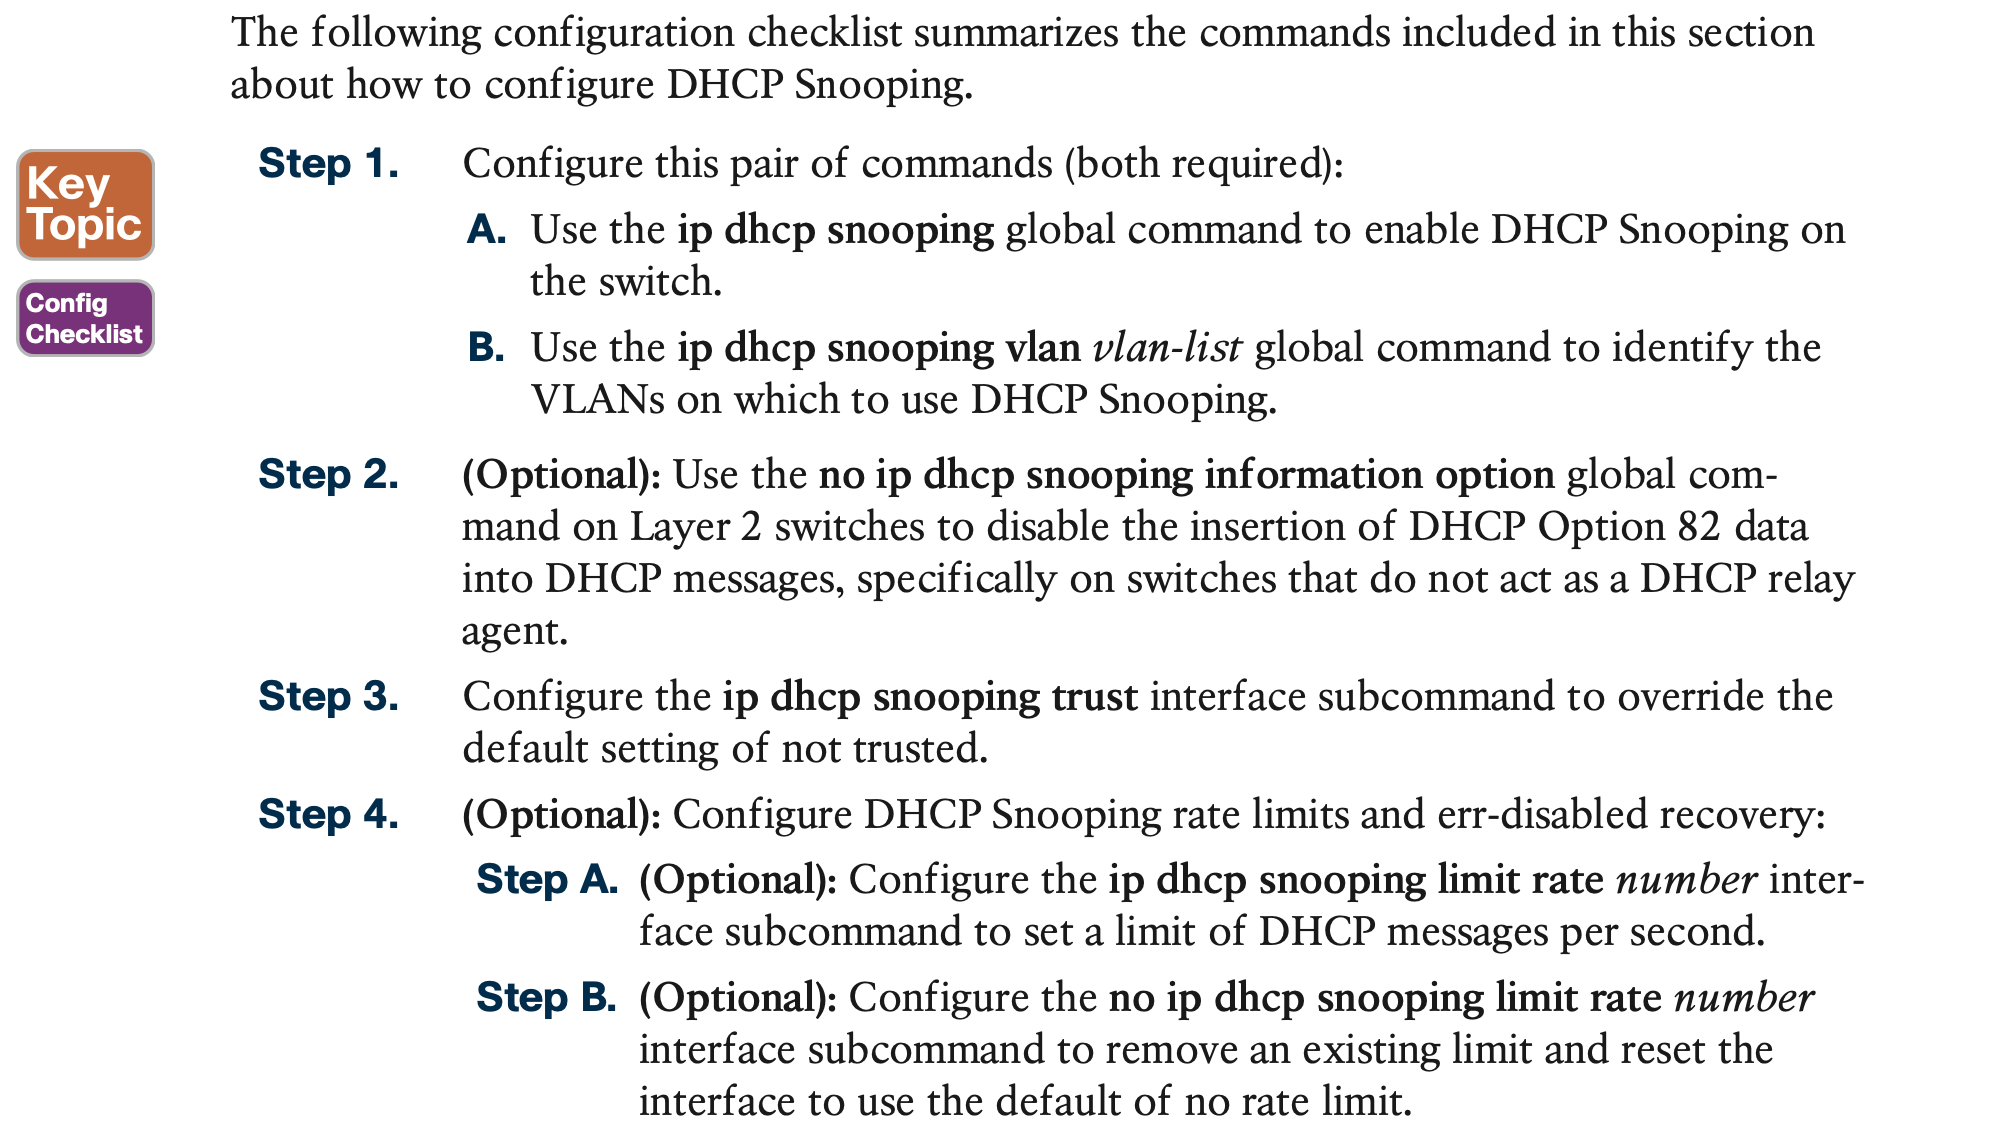 The following configuration checklist summarizes the commands included in this section
about how to configure DHCP Snooping.
Key
Topic
Config
Checklist
Step 1. Configure this pair of commands (both required):
A. Use the ip dhcp snooping global command to enable DHCP Snooping on
the switch.
B. Use the ip dhcp snooping vlan vlan-list global command to identify the
VLANs on which to use DHCP Snooping.
Step 2. (Optional): Use the no ip dhcp snooping information option global com-
mand on Layer 2 switches to disable the insertion of DHCP Option 82 data
into DHCP messages, specifically on switches that do not act as a DHCP relay
agent.
Step 3. Configure the ip dhcp snooping trust interface subcommand to override the
default setting of not trusted.
Step 4. (Optional): Configure DHCP Snooping rate limits and err-disabled recovery:
Step A. (Optional): Configure the ip dhcp snooping limit rate number inter-
face subcommand to set a limit of DHCP messages per second.
Step B. (Optional): Configure the no ip dhcp snooping limit rate number
interface subcommand to remove an existing limit and reset the
interface to use the default of no rate limit.